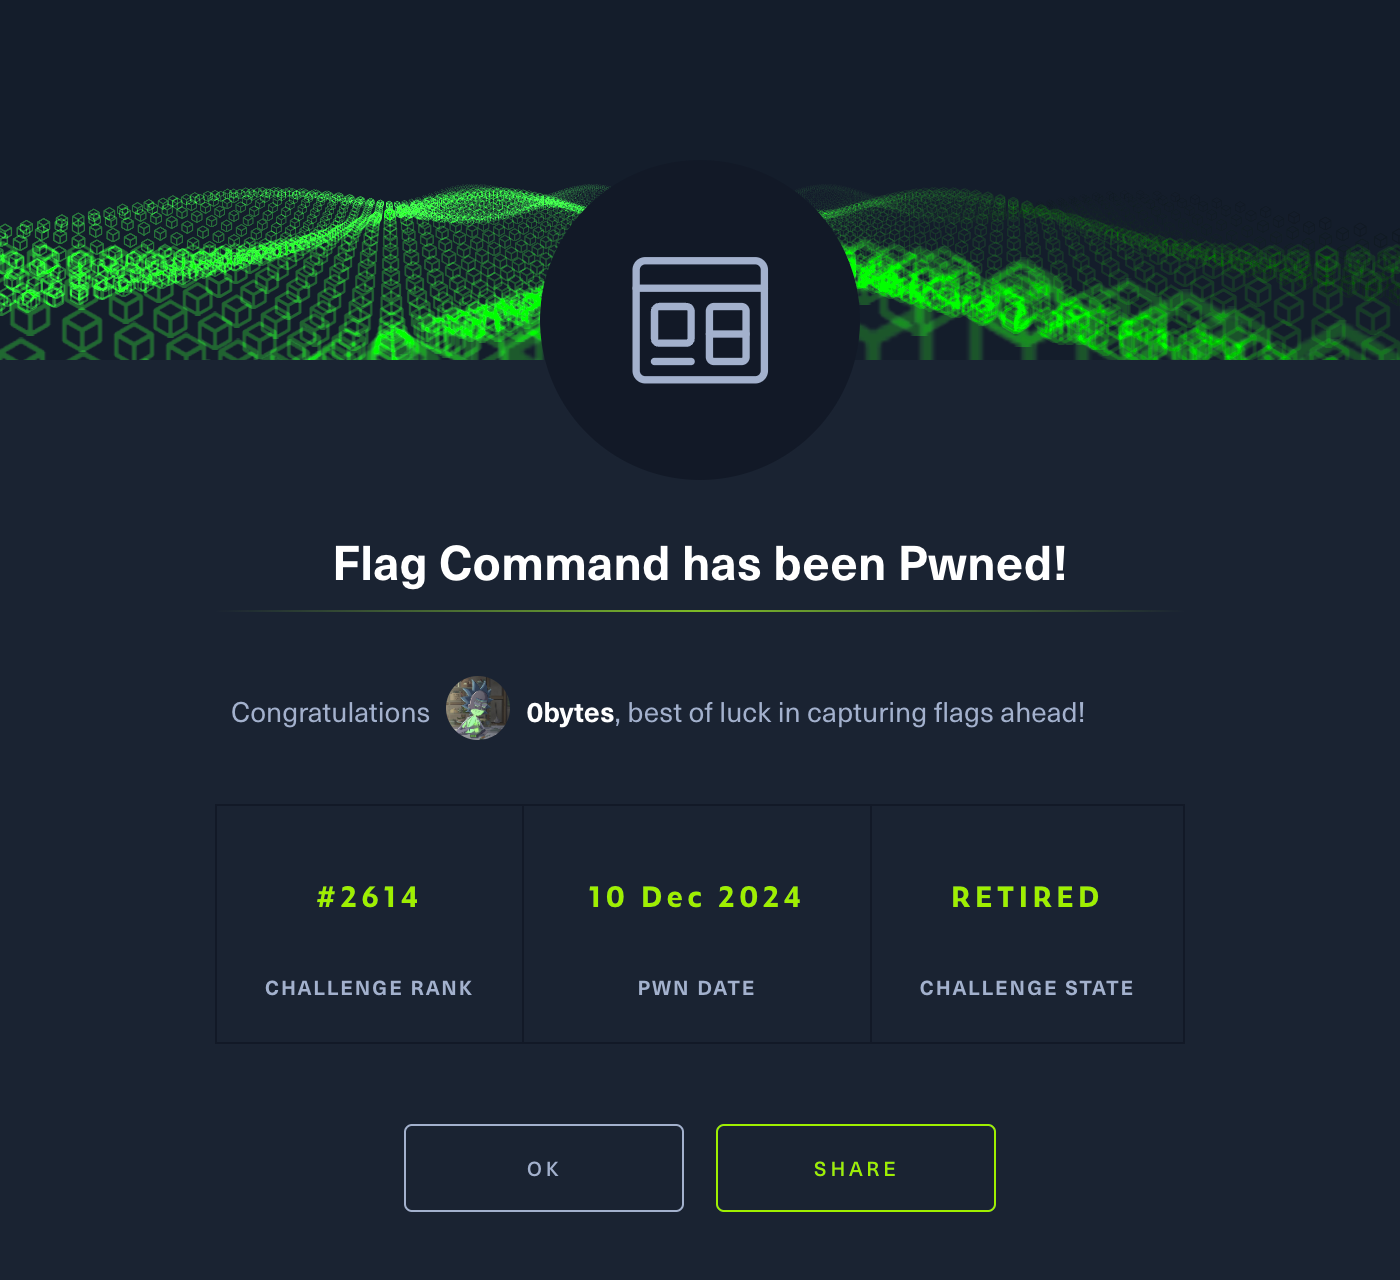 Flag Command has been Pwned!
Congratulations 0bytes, best of luck in capturing flags ahead!
#2614 10 Dec 2024 RETIRED
CHALLENGE RANK PWN DATE CHALLENGE STATE
OK SHARE